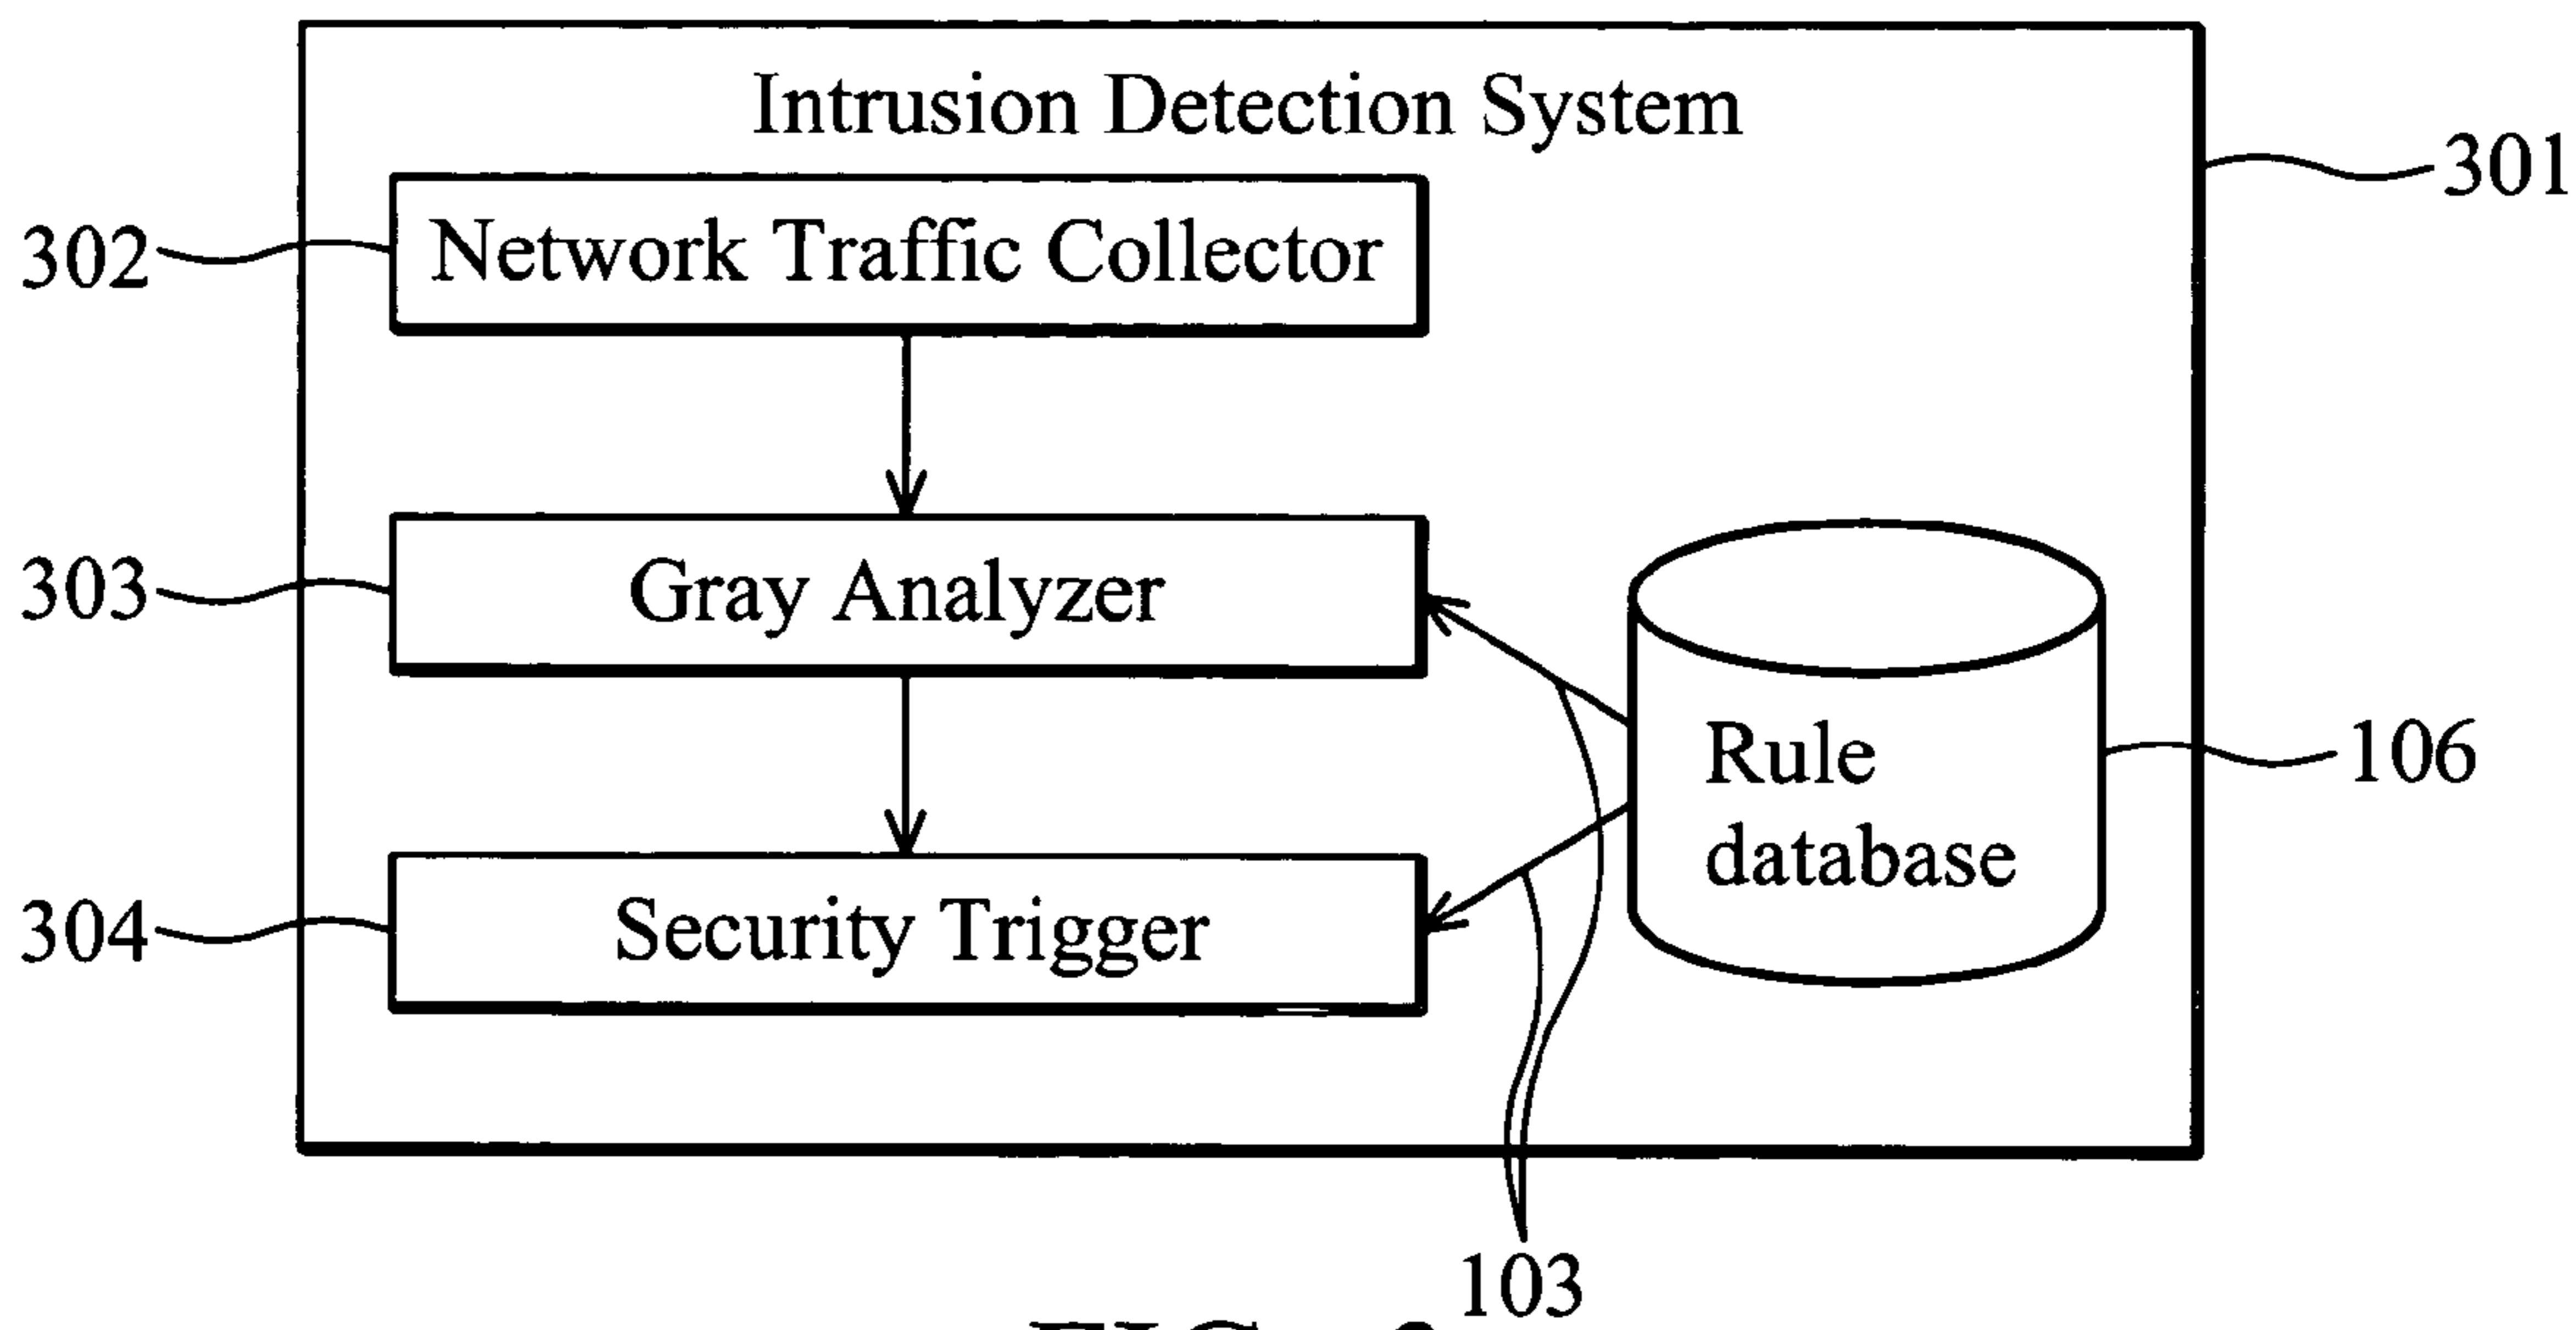 Intrusion Detection System
301
302
Network Traffic Collector
303
Gray Analyzer
Rule
database
106
304
Security Trigger
103